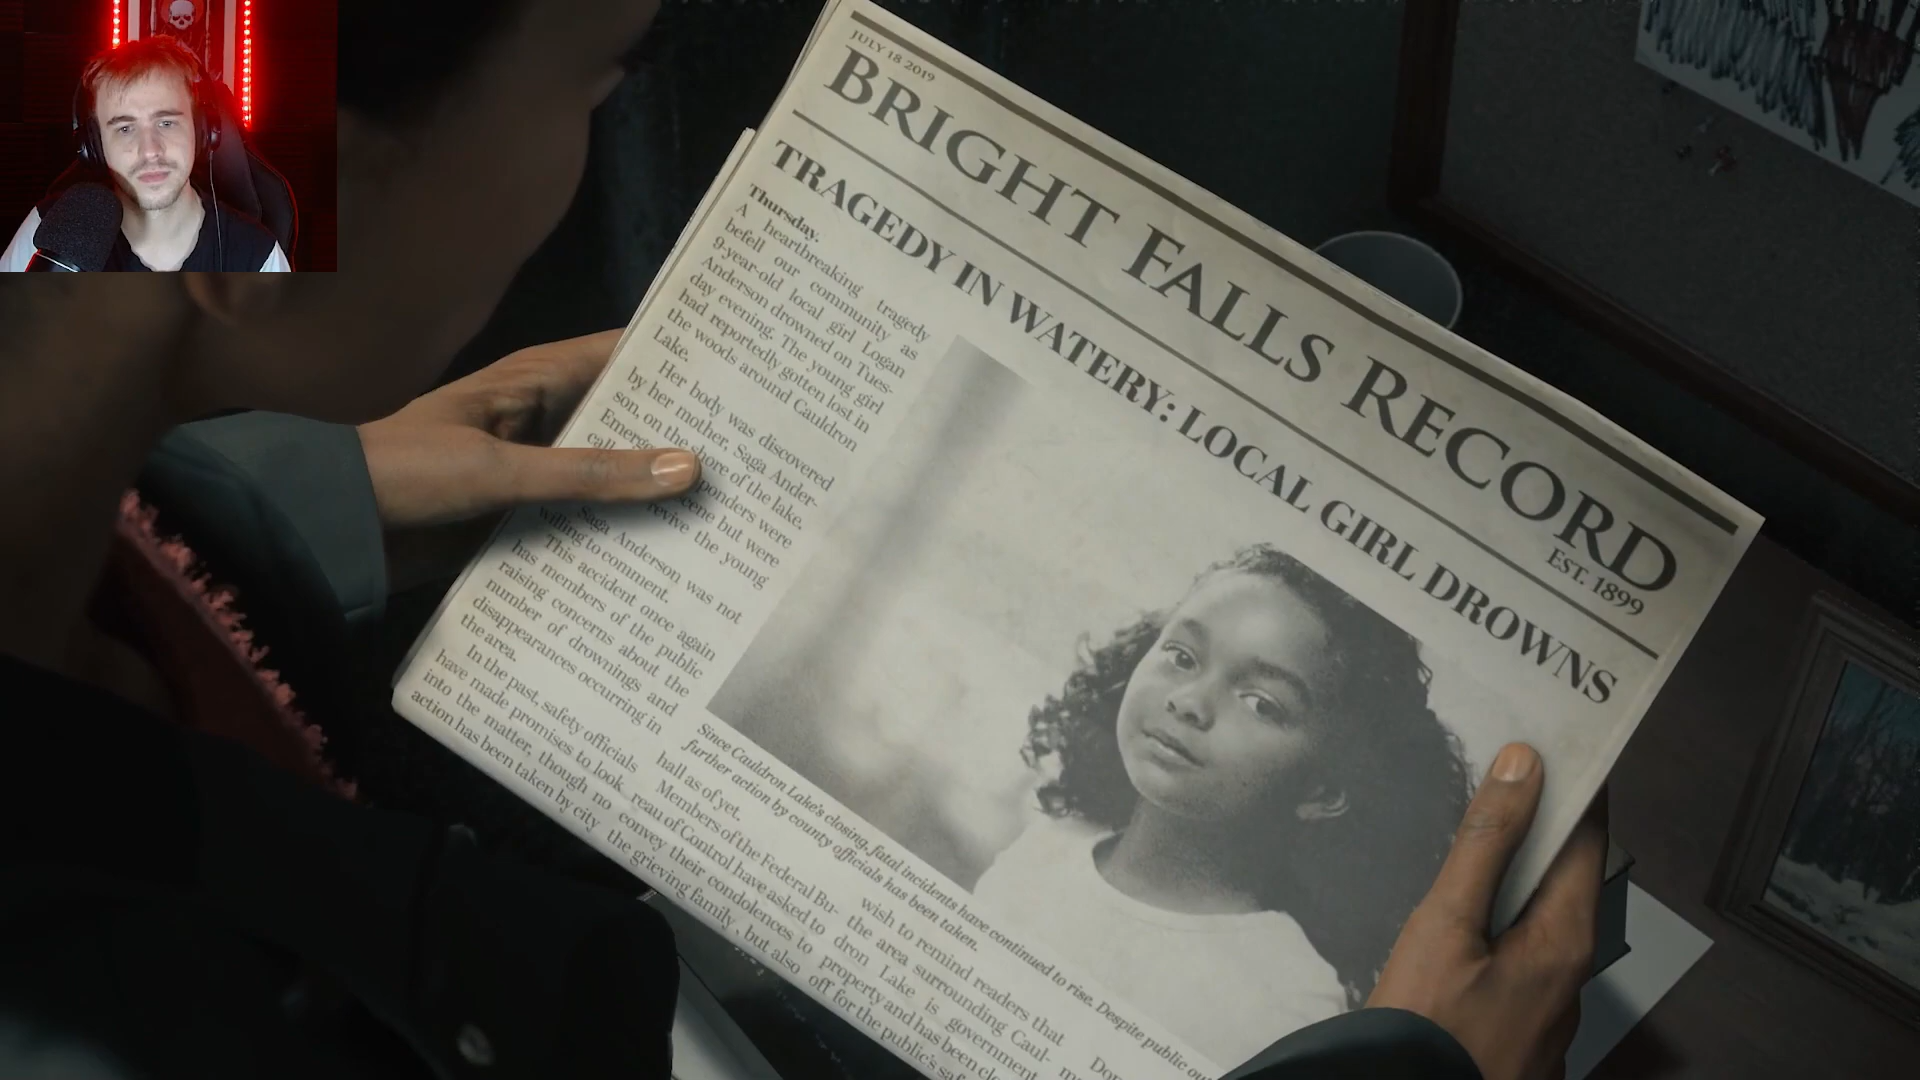 JULY 18 2019
BRIGHT FALLS RECORD
EST. 1899
TRAGEDY IN WATERY: LOCAL GIRL DROWNS
Thursday.
A heartbreaking tragedy
befell our community as
9-year-old local girl Logan
Anderson drowned on Tues-
day evening. The young girl
had reportedly gotten lost in
the woods around Cauldron
Lake.
Her body was discovered
by her mother, Saga Ander-
son, on the shore of the lake.
ponders were
cene but were
revive the young
Saga Anderson was not
willing to comment.
This accident once again
has members of the public
raising concerns about the
number of drownings and
disappearances occurring in
the area.
In the past, safety officials
have made promises to look
into the matter, though no
action has been taken by city
hall as of yet.
Members of the Federal Bu-
reau of Control have asked to
convey their condolences to
the grieving family, but also
wish to remind readers that
the area surrounding Caul-
dron Lake is government
property and has been
off for the public's
Since Cauldron Lake's closing, fatal incidents have continued to rise. Despite public
further action by county officials has been taken.